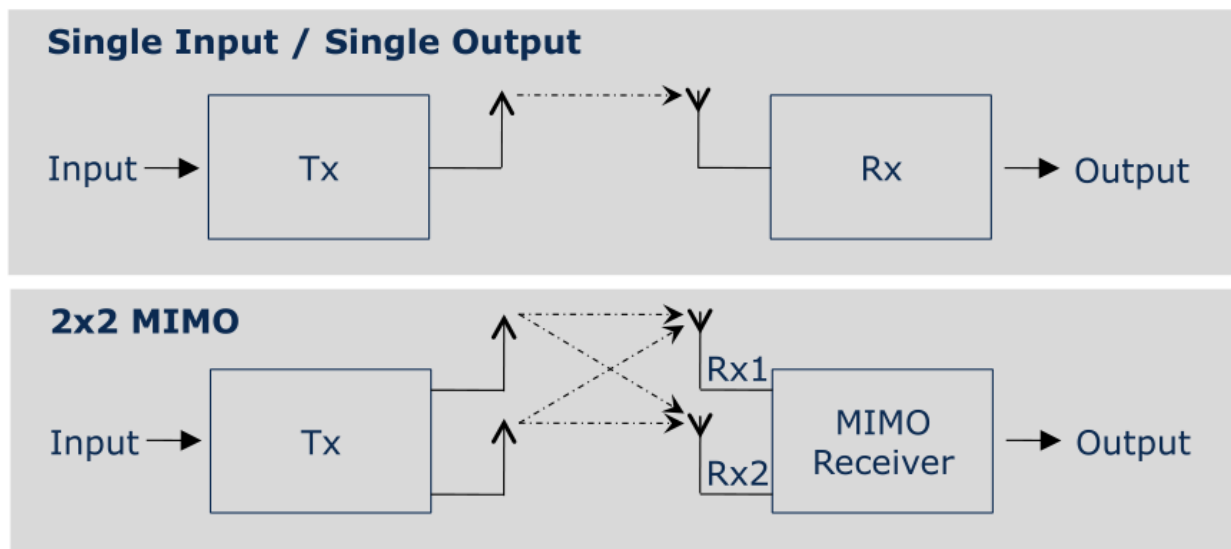 Single Input / Single Output
Input
Tx
Rx
Output
2x2 MIMO
Rx1
Input
Tx
MIMO
Receiver
Output
Rx2